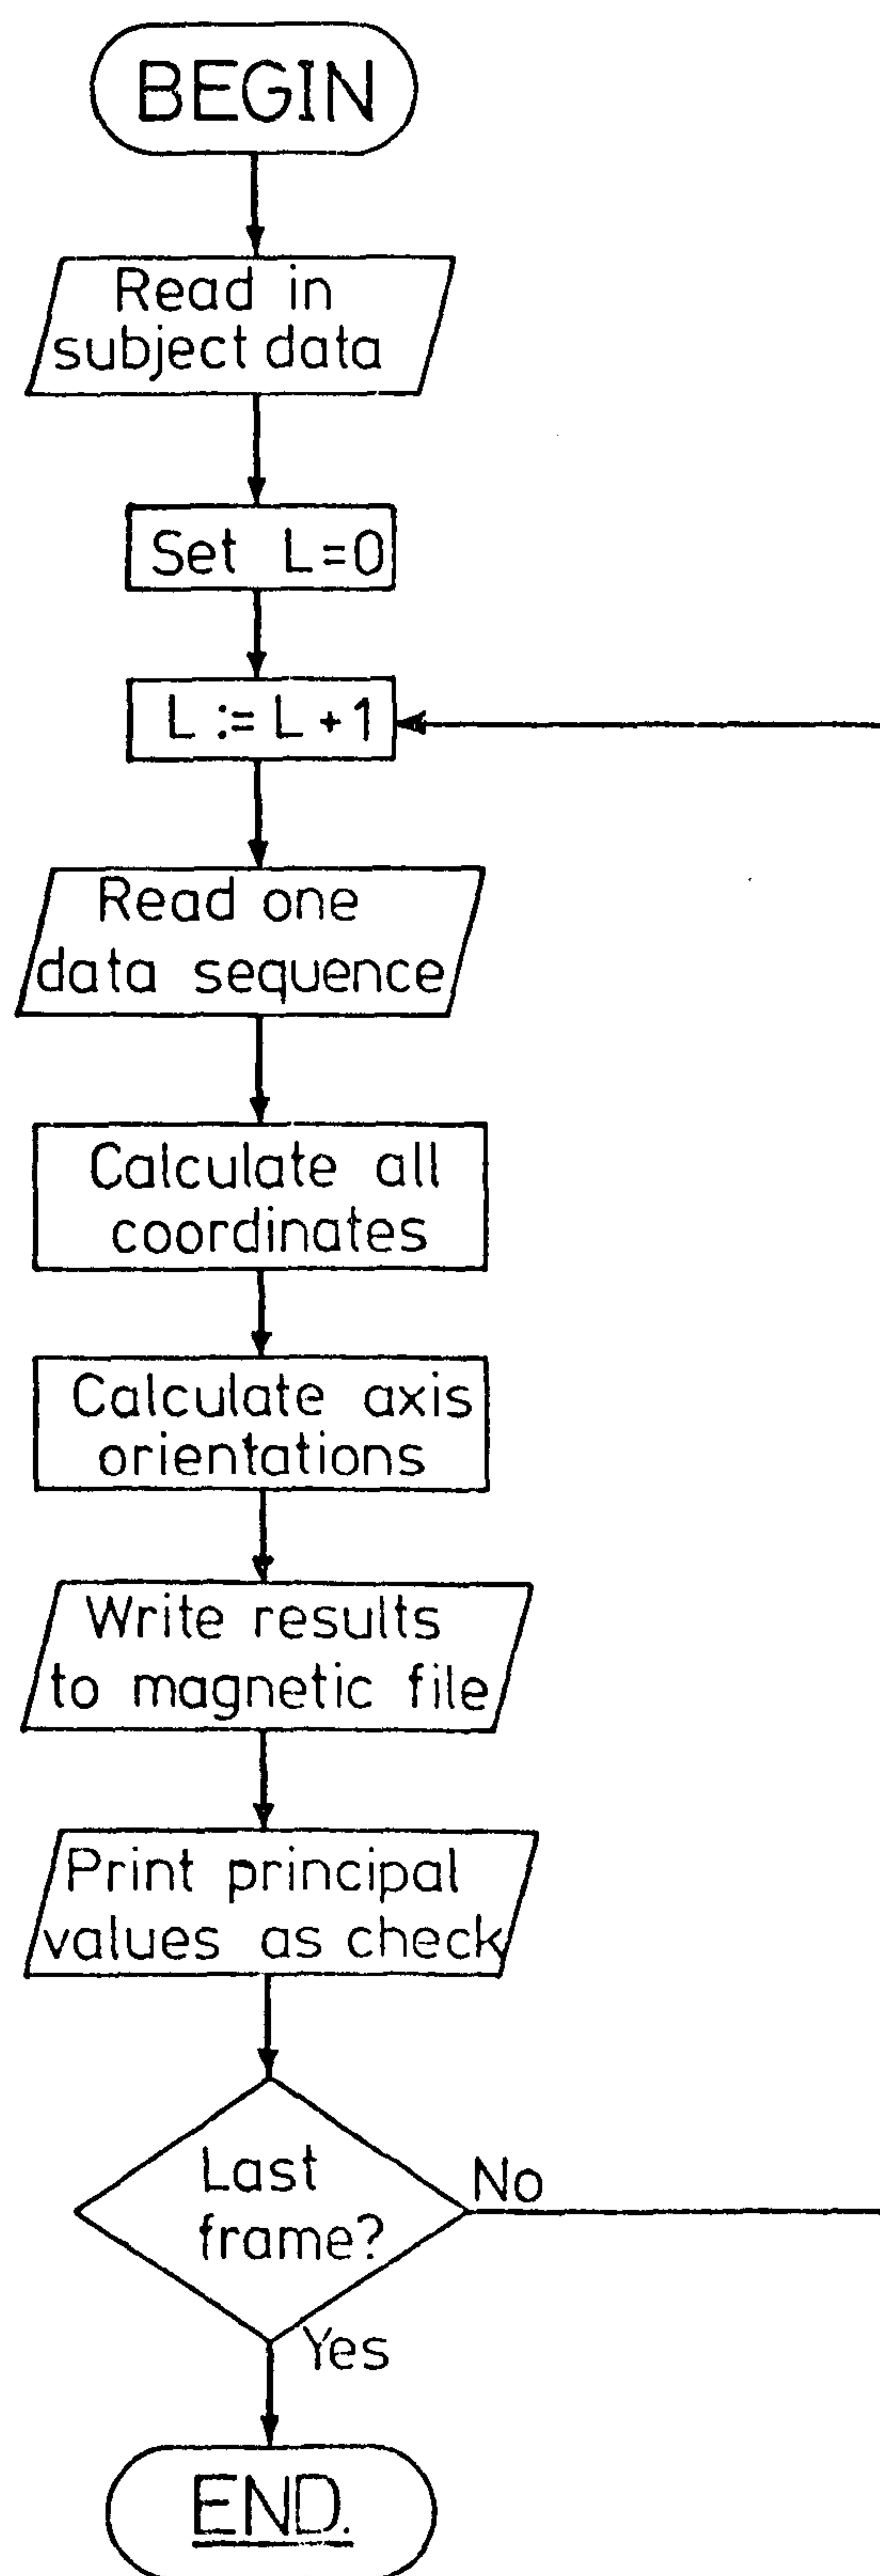 BEGIN
Read in
subject data
Set L=0
L := L+1
Read one
data sequence
Calculate all
coordinates
Calculate axis
orientations
Write results
to magnetic file
Print principal
values as check
Last
frame?
No
Yes
END.